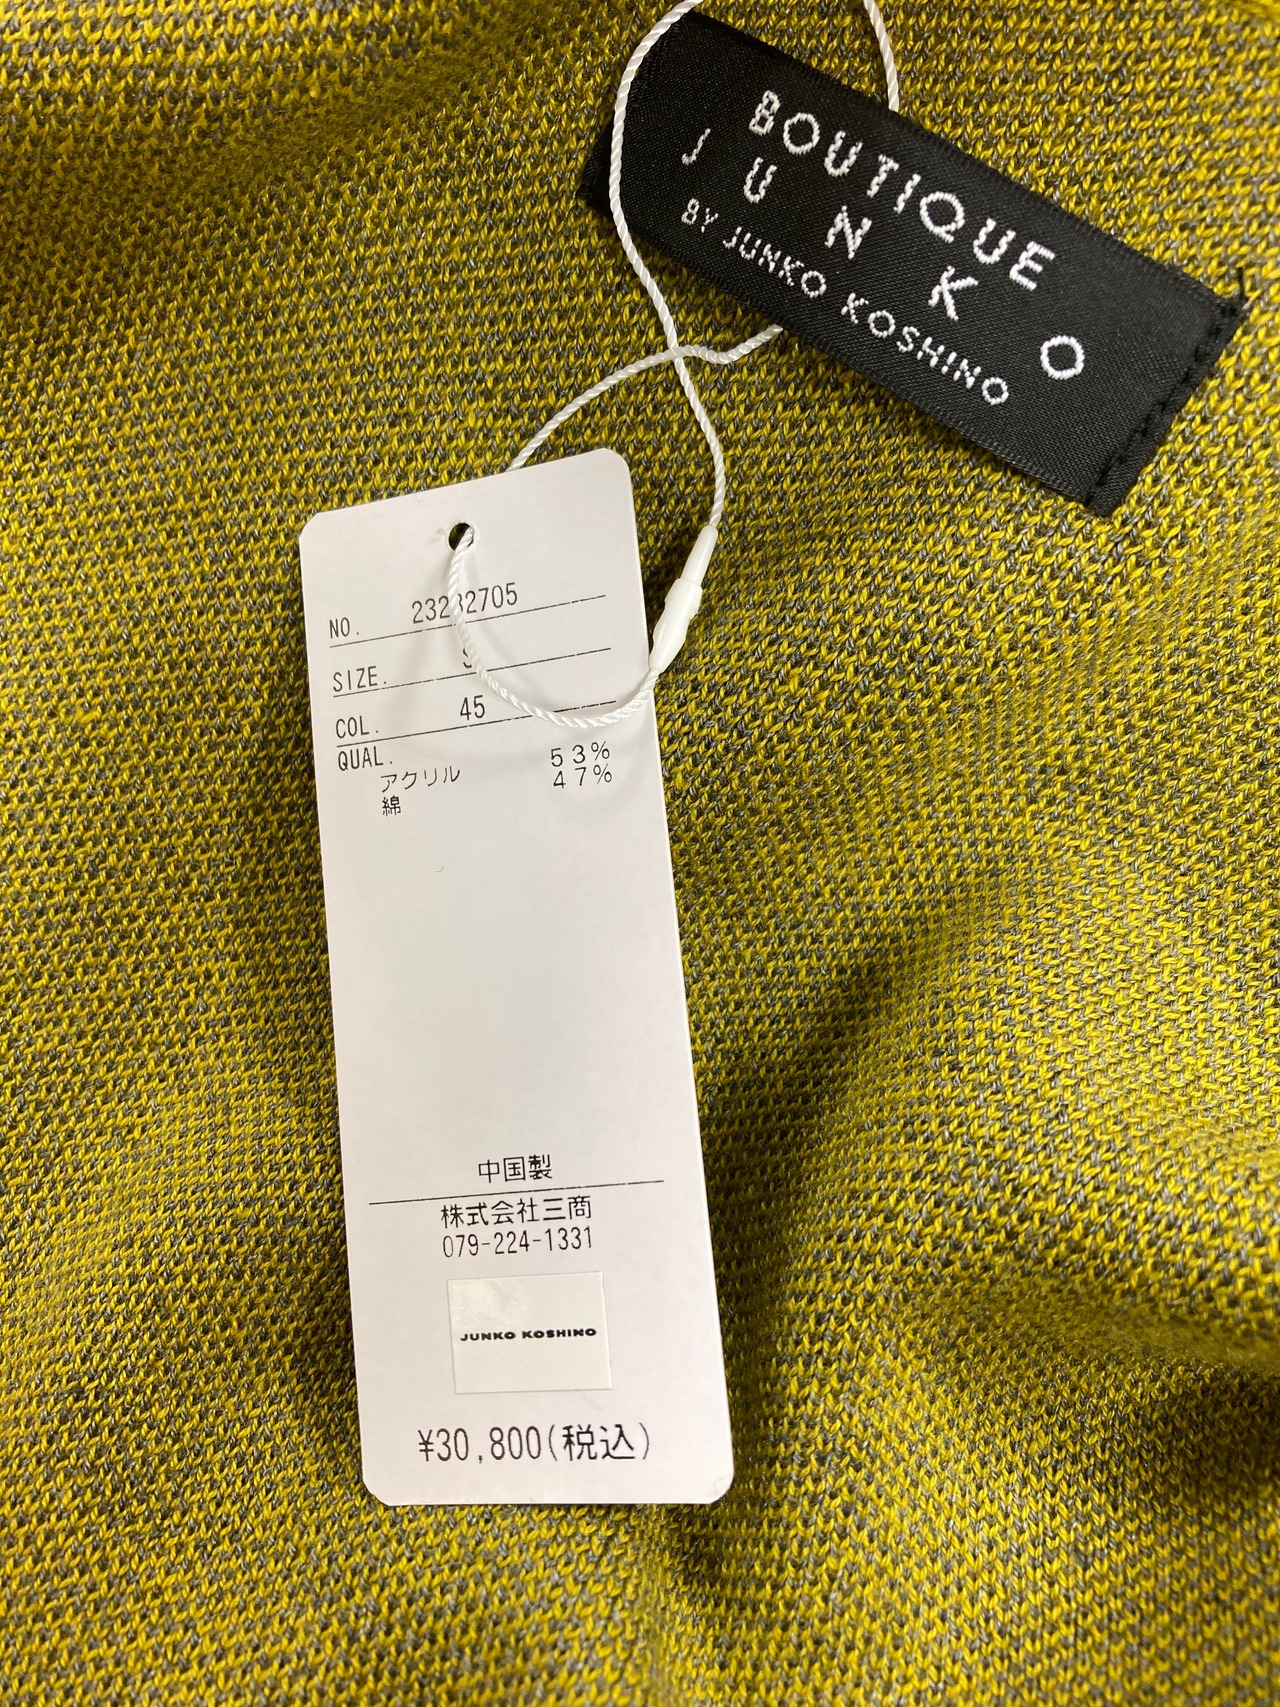 BOUTIQUE
JUNKO
BY JUNKO KOSHINO
NO.
SIZE.
COL. 45
QUAL.
アクリル 53%
綿 47%
中国製
株式会社三商
079-224-1331
JUNKO KOSHINO
¥30,800(税込)